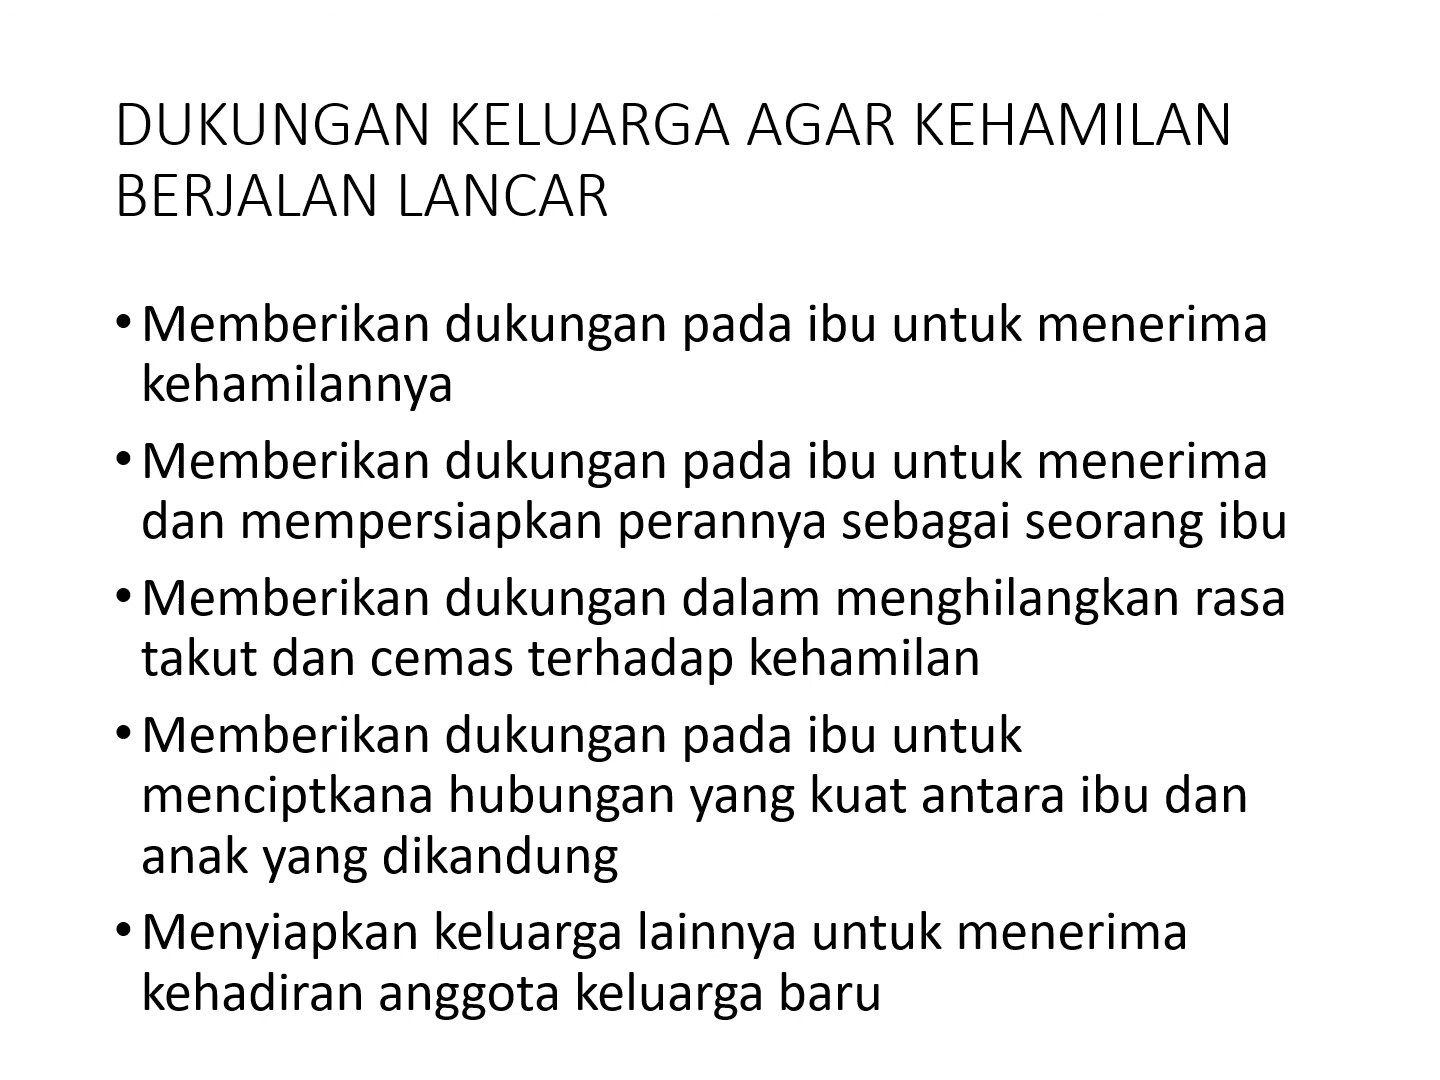 DUKUNGAN KELUARGA AGAR KEHAMILAN
BERJALAN LANCAR
• Memberikan dukungan pada ibu untuk menerima
kehamilannya
• Memberikan dukungan pada ibu untuk menerima
dan mempersiapkan perannya sebagai seorang ibu
• Memberikan dukungan dalam menghilangkan rasa
takut dan cemas terhadap kehamilan
• Memberikan dukungan pada ibu untuk
menciptkana hubungan yang kuat antara ibu dan
anak yang dikandung
• Menyiapkan keluarga lainnya untuk menerima
kehadiran anggota keluarga baru